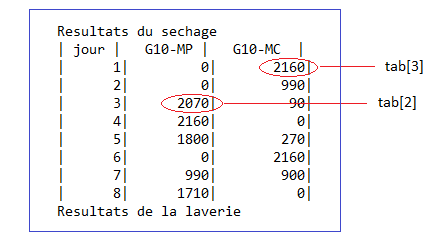 Resultats du sechage
| jour | G10-MP | G10-MC |
| 1| 0| 2160| tab[3]
| 2| 0| 990|
| 3| 2070| 90| tab[2]
| 4| 2160| 0|
| 5| 1800| 270|
| 6| 0| 2160|
| 7| 990| 900|
| 8| 1710| 0|
Resultats de la laverie